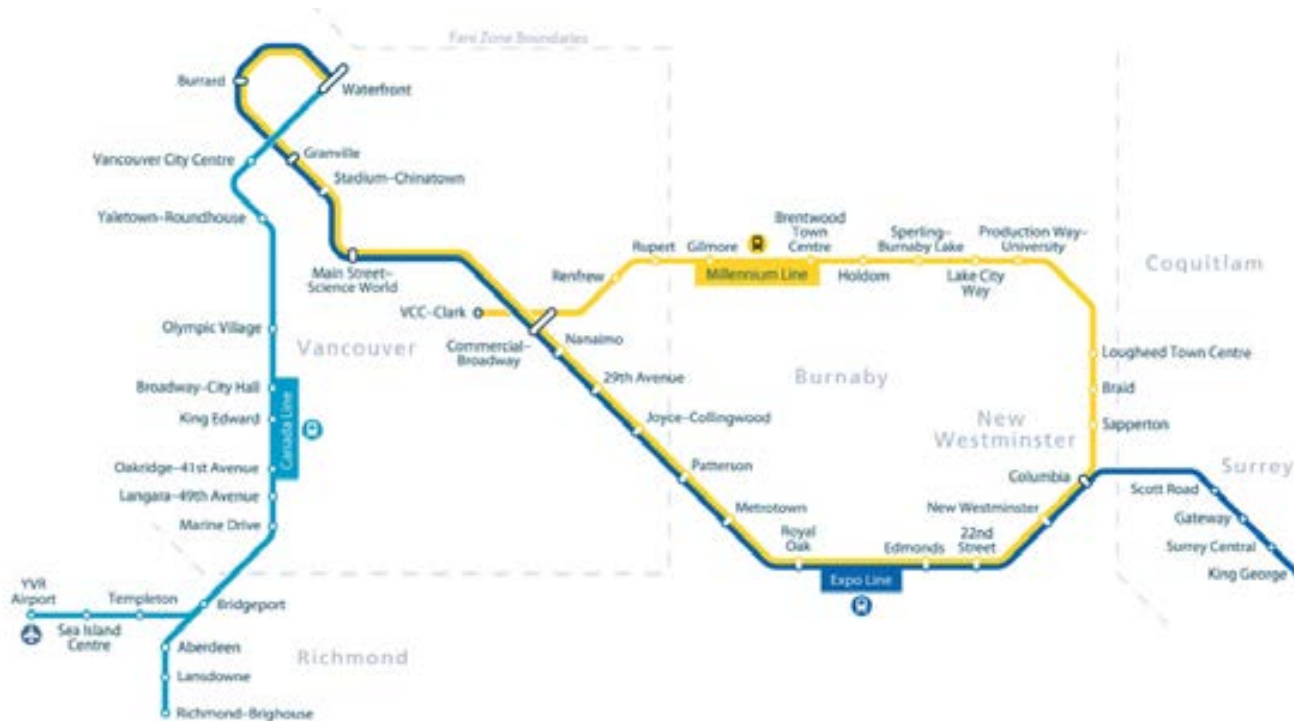 Fare Zone Boundaries
Burrard
Waterfront
Vancouver City Centre
Granville
Stadium–Chinatown
Yaletown–Roundhouse
Main Street–
Science World
VCC–Clark
Commercial–
Broadway
Renfrew
Rupert
Gilmore
Millennium Line
Brentwood
Town
Centre
Holdom
Sperling–
Burnaby Lake
Lake City
Way
Production Way–
University
Coquitlam
Olympic Village
Vancouver
Nanaimo
29th Avenue
Burnaby
Lougheed Town Centre
Broadway–City Hall
King Edward
Canada Line
Joyce–Collingwood
Braid
Sapperton
New
Westminster
Oakridge–41st Avenue
Langara–49th Avenue
Marine Drive
Patterson
Metrotown
Columbia
Surrey
Scott Road
New Westminster
Gateway
Royal
Oak
Edmonds
22nd
Street
Surrey Central
King George
Expo Line
YVR
Airport
Sea Island
Centre
Templeton
Bridgeport
Aberdeen
Richmond
Lansdowne
Richmond–Brighouse